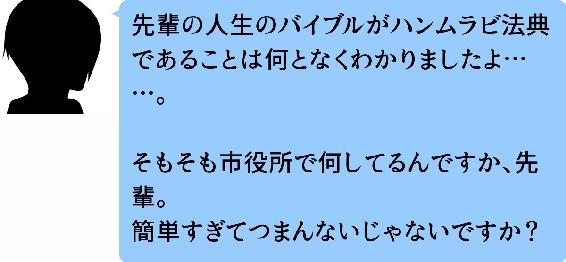 先輩の人生のバイブルがハンムラビ法典
であることは何となくわかりましたよ…
…。
そもそも市役所で何してるんですか、先
輩。
簡単すぎてつまんないじゃないですか？